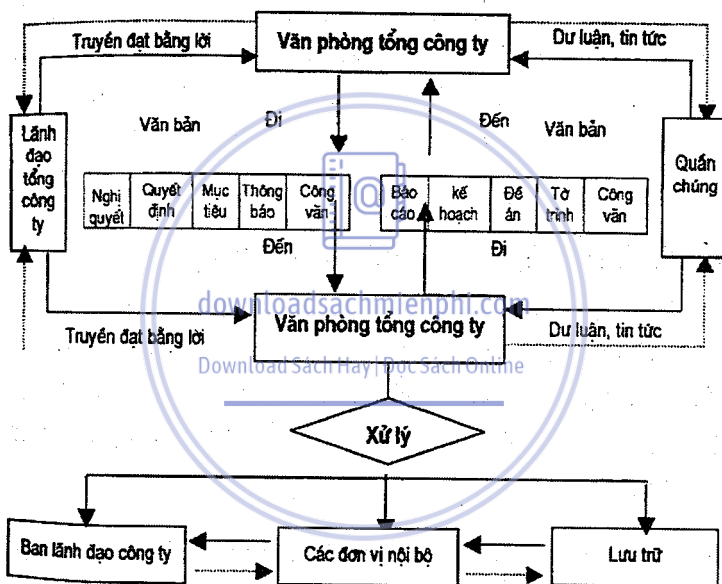 Văn phòng tổng công ty
Truyền đạt bằng lời
Dư luận, tin tức
Văn bản
Đi
Đến
Văn bản
Lãnh
đạo
tổng
công
ty
Quần
chúng
Nghị
quyết
Quyết
định
Mục
tiêu
Thông
báo
Công
văn
Báo
cáo
kế
hoạch
Đề
án
Tờ
trình
Công
văn
@
Đến
Đi
downloadsachmienphi.com
Văn phòng tổng công ty
Truyền đạt bằng lời
Dư luận, tin tức
Download Sách Hay | Đọc Sách Online
Xử lý
Ban lãnh đạo công ty
Các đơn vị nội bộ
Lưu trữ